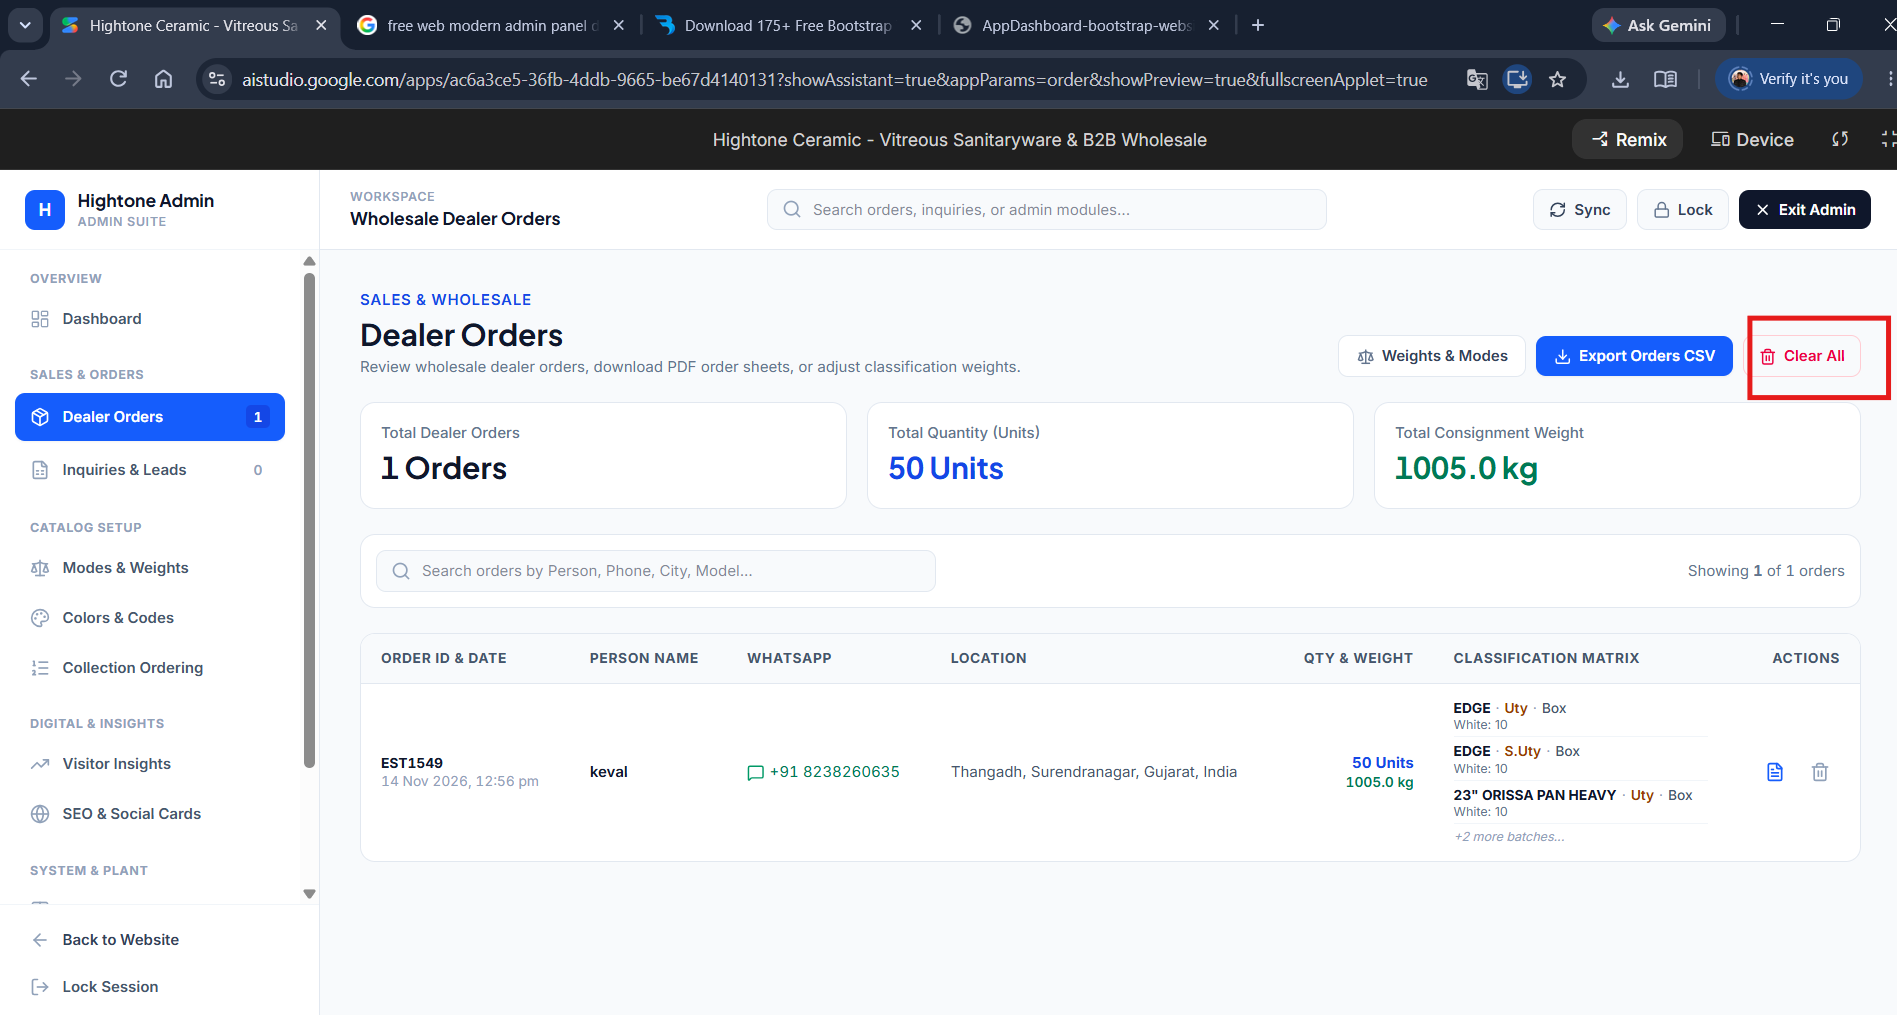 Hightone Ceramic - Vitreous Sa
free web modern admin panel d
Download 175+ Free Bootstrap
AppDashboard-bootstrap-webs
Ask Gemini
aistudio.google.com/apps/ac6a3ce5-36fb-4ddb-9665-be67d4140131?showAssistant=true&appParams=order&showPreview=true&fullscreenApplet=true
Verify it's you
Hightone Ceramic - Vitreous Sanitaryware & B2B Wholesale
Remix
Device
H
Hightone Admin
ADMIN SUITE
WORKSPACE
Wholesale Dealer Orders
Search orders, inquiries, or admin modules...
Sync
Lock
Exit Admin
OVERVIEW
Dashboard
SALES & ORDERS
Dealer Orders 1
Inquiries & Leads 0
CATALOG SETUP
Modes & Weights
Colors & Codes
Collection Ordering
DIGITAL & INSIGHTS
Visitor Insights
SEO & Social Cards
SYSTEM & PLANT
Back to Website
Lock Session
SALES & WHOLESALE
Dealer Orders
Review wholesale dealer orders, download PDF order sheets, or adjust classification weights.
Weights & Modes
Export Orders CSV
Clear All
Total Dealer Orders
1 Orders
Total Quantity (Units)
50 Units
Total Consignment Weight
1005.0 kg
Search orders by Person, Phone, City, Model...
Showing 1 of 1 orders
ORDER ID & DATE PERSON NAME WHATSAPP LOCATION QTY & WEIGHT CLASSIFICATION MATRIX ACTIONS
EST1549
14 Nov 2026, 12:56 pm
keval
+91 8238260635
Thangadh, Surendranagar, Gujarat, India
50 Units
1005.0 kg
EDGE · Uty · Box
White: 10
EDGE · S.Uty · Box
White: 10
23" ORISSA PAN HEAVY · Uty · Box
White: 10
+2 more batches...